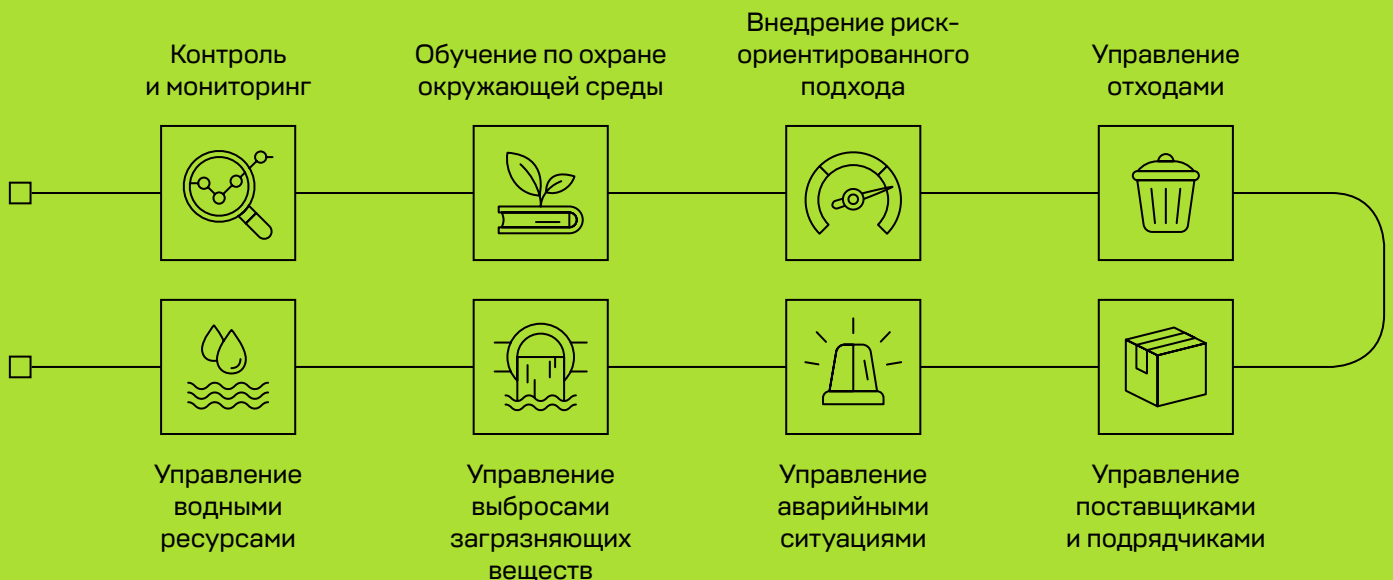 Контроль
и мониторинг
Обучение по охране
окружающей среды
Внедрение риск-
ориентированного
подхода
Управление
отходами
Управление
водными
ресурсами
Управление
выбросами
загрязняющих
веществ
Управление
аварийными
ситуациями
Управление
поставщиками
и подрядчиками